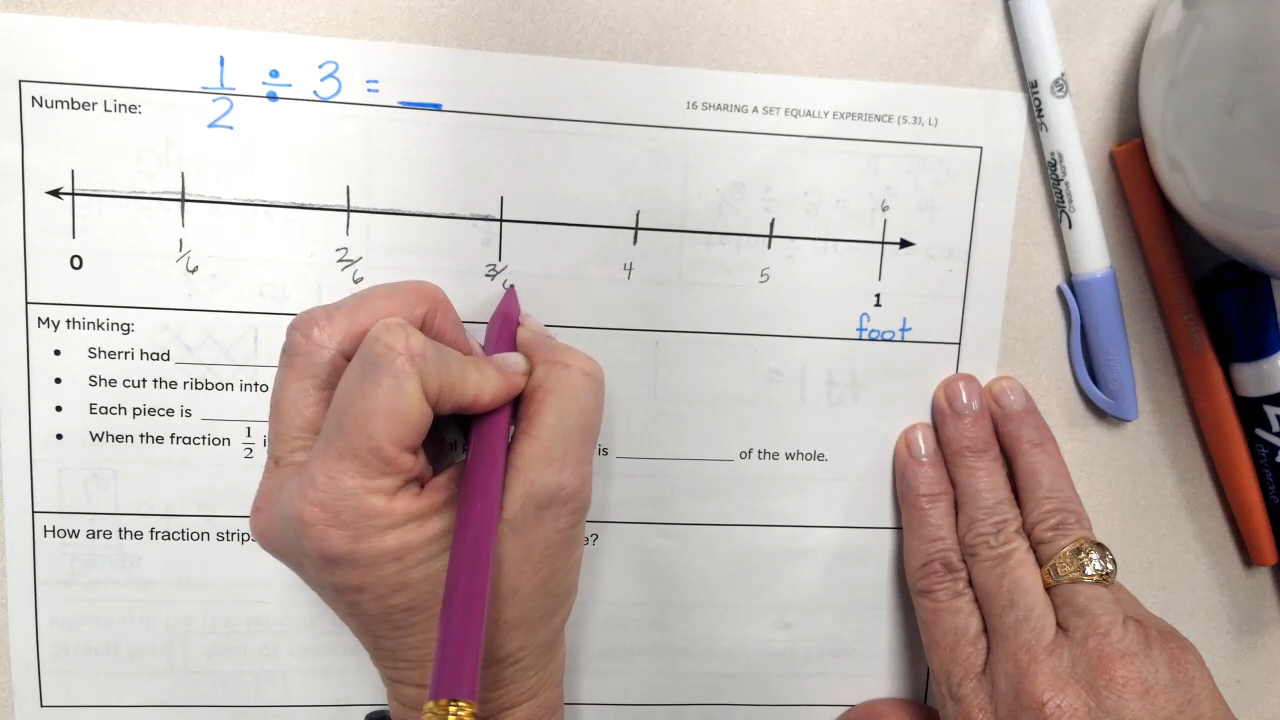 1/2 ÷ 3 = __
Number Line:
16 SHARING A SET EQUALLY EXPERIENCE (5.3J, L)
6
0 1/6 2/6 3/6 4 5 1
foot
My thinking:
• Sherri had
• She cut the ribbon into
• Each piece is
• When the fraction 1/2 is of the whole.
How are the fraction strips
S·NOTE
Sharpie